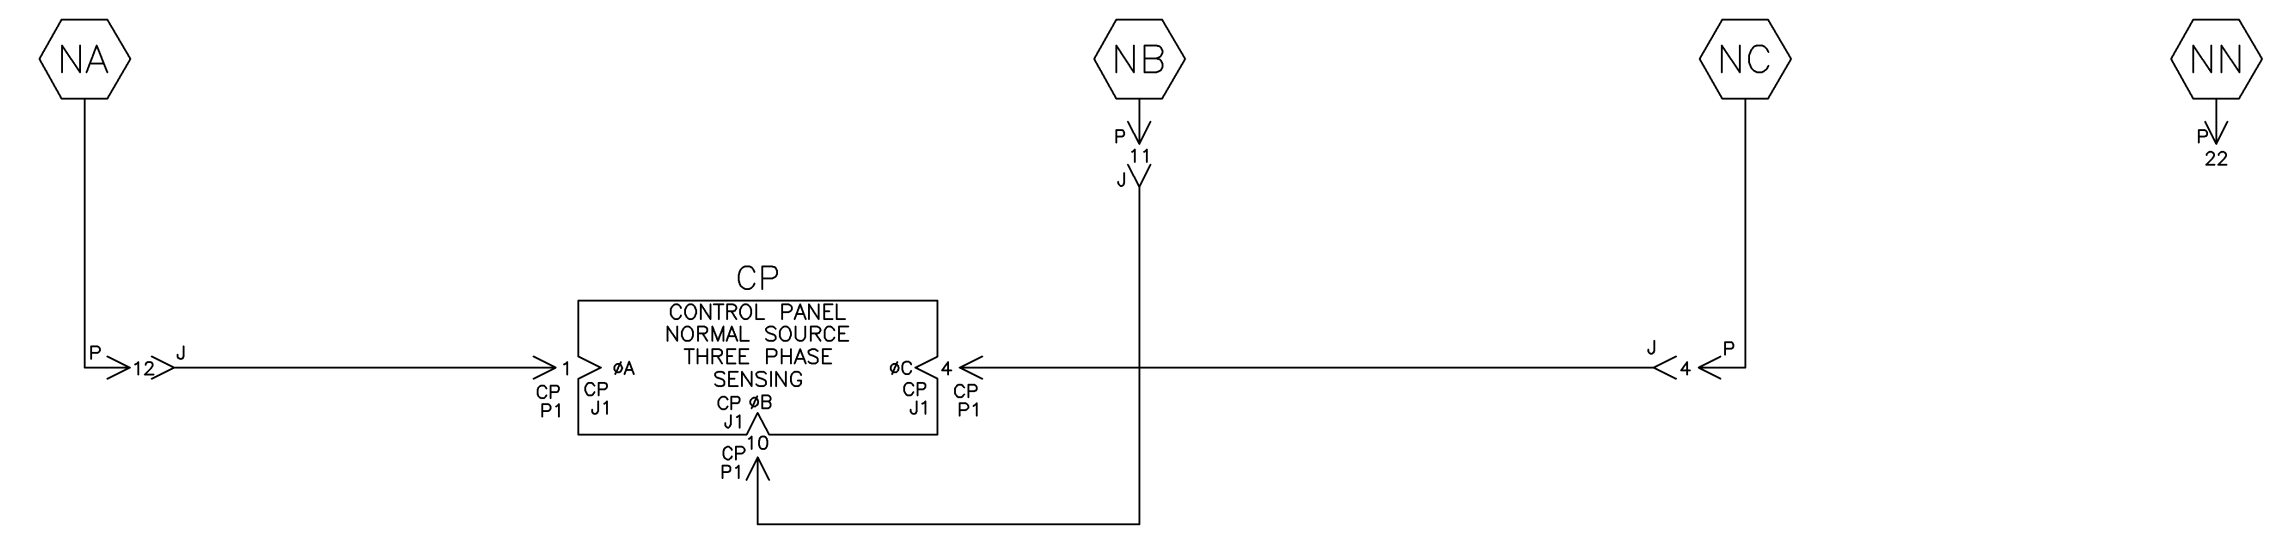 NA
NB
NC
NN
P
11
J
P
22
CP
CONTROL PANEL
NORMAL SOURCE
THREE PHASE
SENSING
P
12
J
1
øA
CP
P1
CP
J1
CP øB
J1
10
CP
P1
øC
4
CP
J1
CP
P1
J
4
P